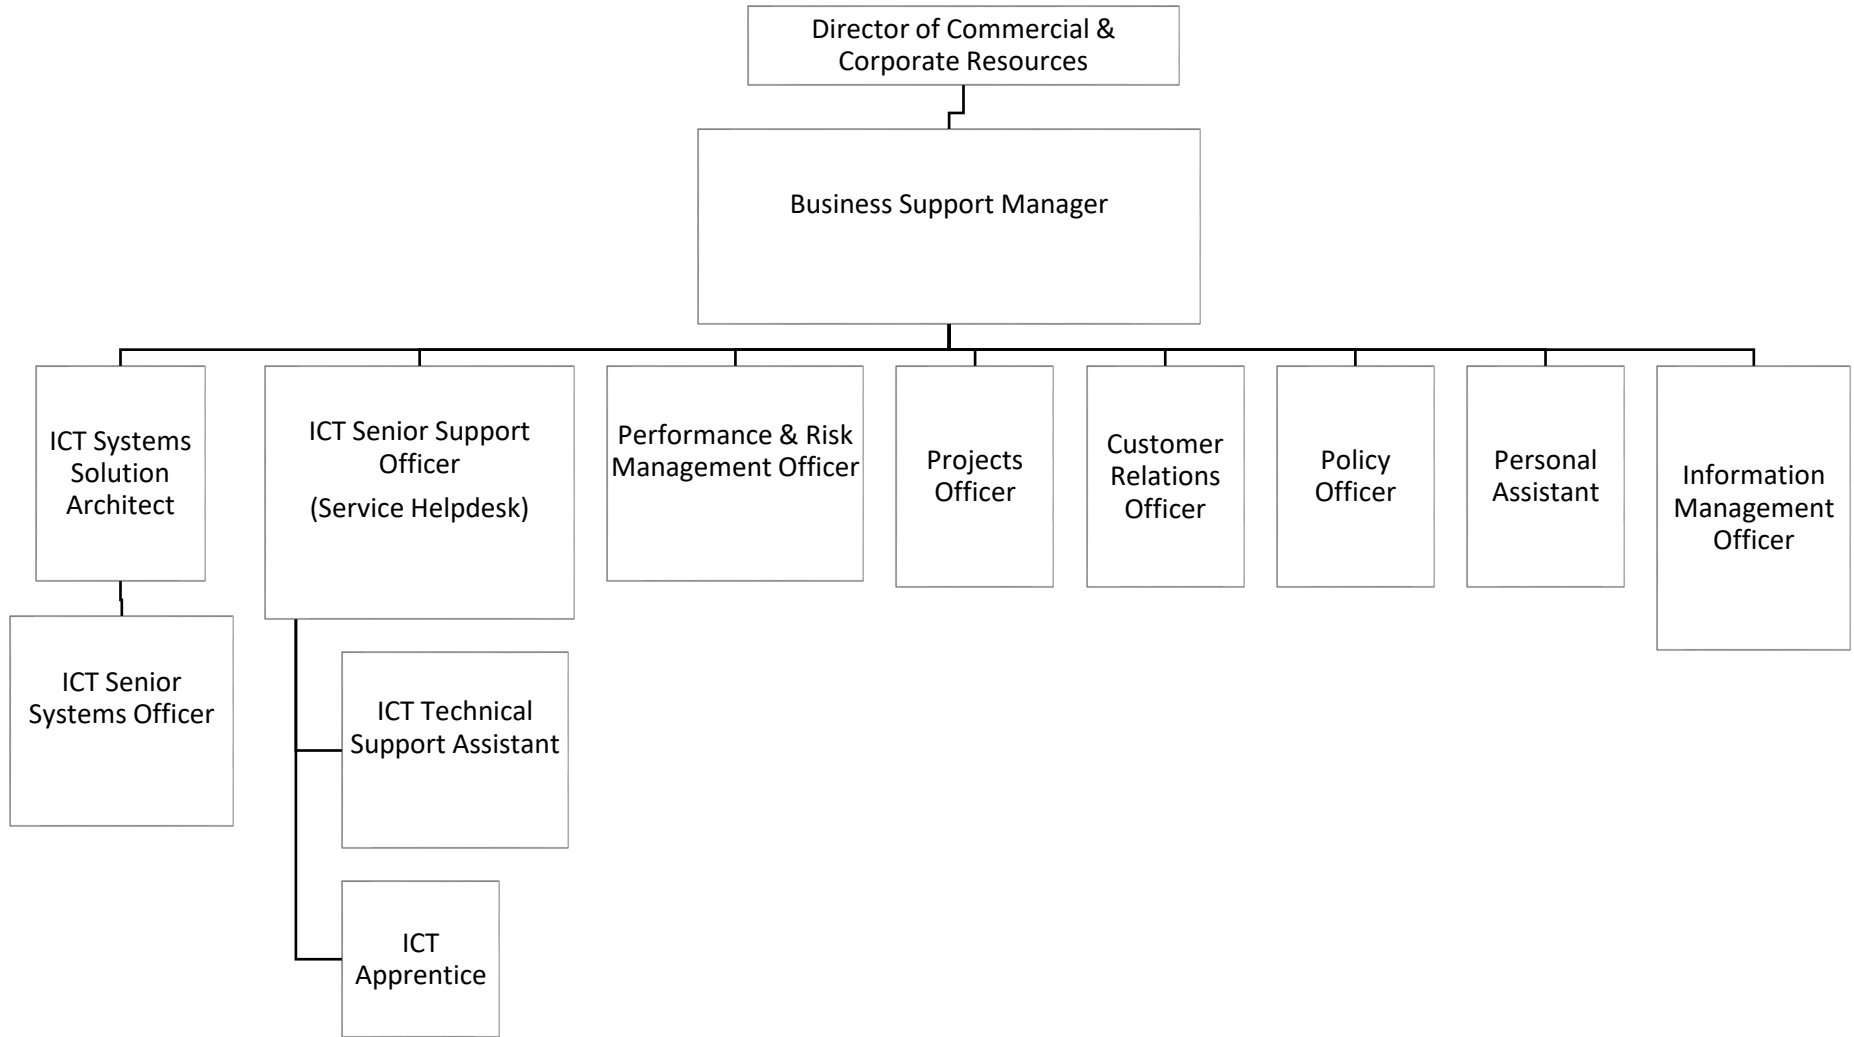 Director of Commercial &
Corporate Resources
Business Support Manager
ICT Systems
Solution
Architect
ICT Senior Support
Officer
(Service Helpdesk)
Performance & Risk
Management Officer
Projects
Officer
Customer
Relations
Officer
Policy
Officer
Personal
Assistant
Information
Management
Officer
ICT Senior
Systems Officer
ICT Technical
Support Assistant
ICT
Apprentice